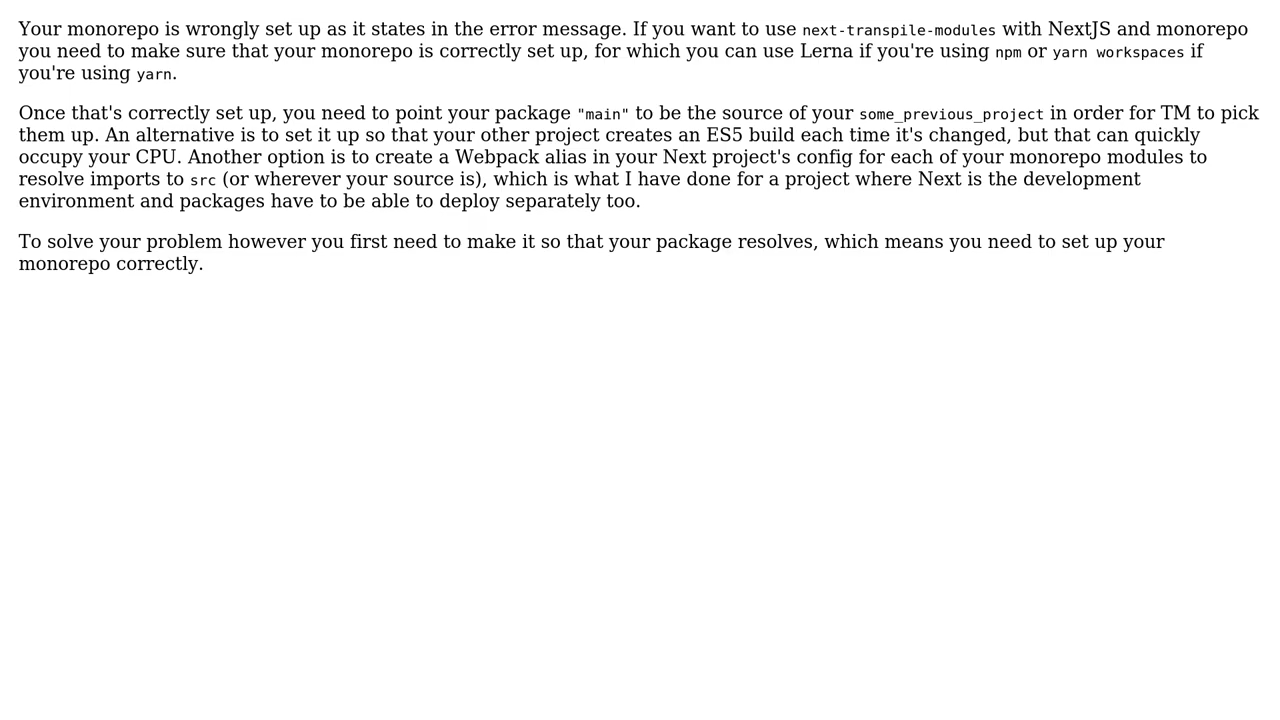 Your monorepo is wrongly set up as it states in the error message. If you want to use next-transpile-modules with NextJS and monorepo
you need to make sure that your monorepo is correctly set up, for which you can use Lerna if you're using npm or yarn workspaces if
you're using yarn.
Once that's correctly set up, you need to point your package "main" to be the source of your some_previous_project in order for TM to pick
them up. An alternative is to set it up so that your other project creates an ES5 build each time it's changed, but that can quickly
occupy your CPU. Another option is to create a Webpack alias in your Next project's config for each of your monorepo modules to
resolve imports to src (or wherever your source is), which is what I have done for a project where Next is the development
environment and packages have to be able to deploy separately too.
To solve your problem however you first need to make it so that your package resolves, which means you need to set up your
monorepo correctly.